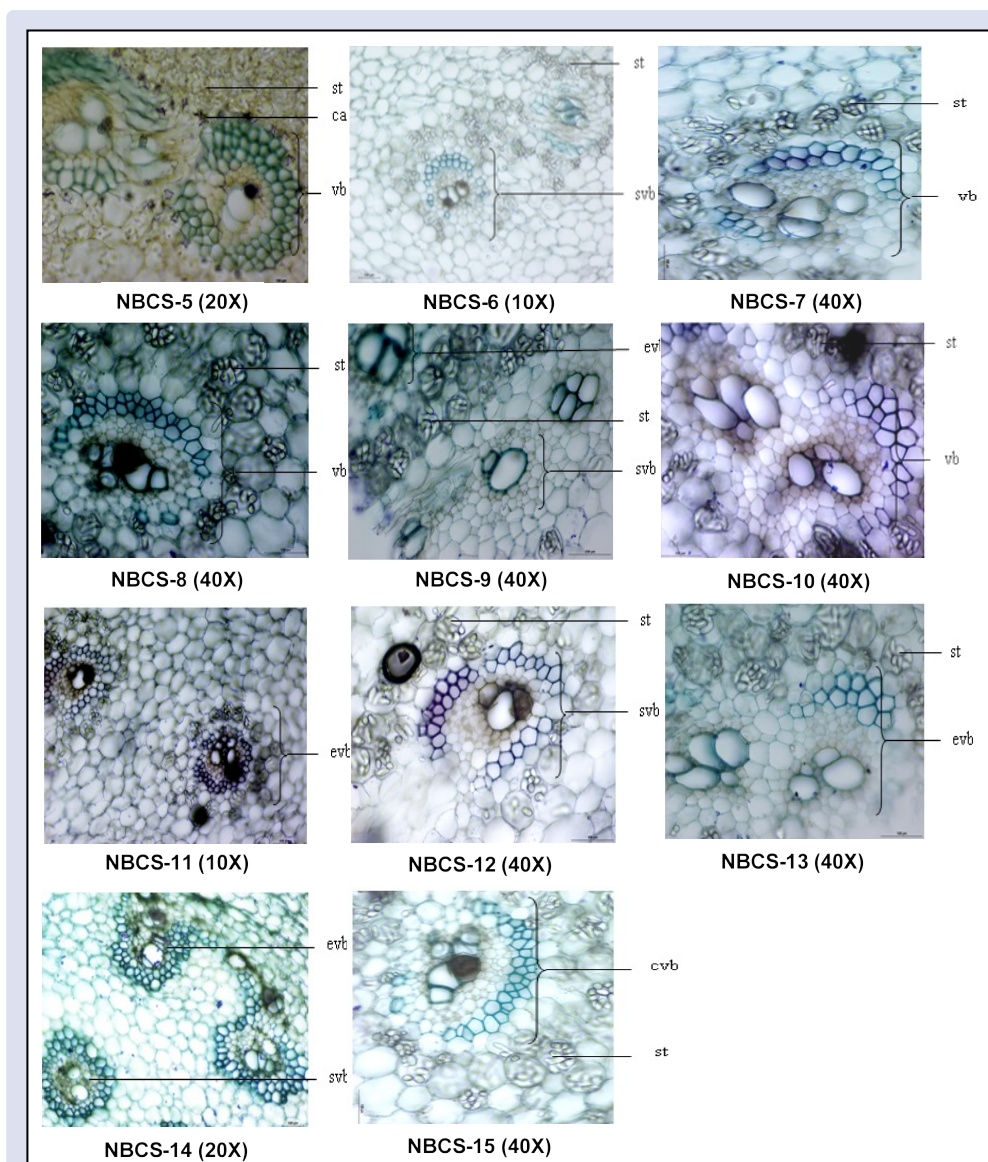 st
ca
vb
NBCS-5 (20X)
st
svb
NBCS-6 (10X)
st
vb
NBCS-7 (40X)
st
vb
NBCS-8 (40X)
evb
st
svb
NBCS-9 (40X)
st
vb
NBCS-10 (40X)
evb
NBCS-11 (10X)
st
svb
NBCS-12 (40X)
st
evb
NBCS-13 (40X)
evb
svb
NBCS-14 (20X)
cvb
st
NBCS-15 (40X)